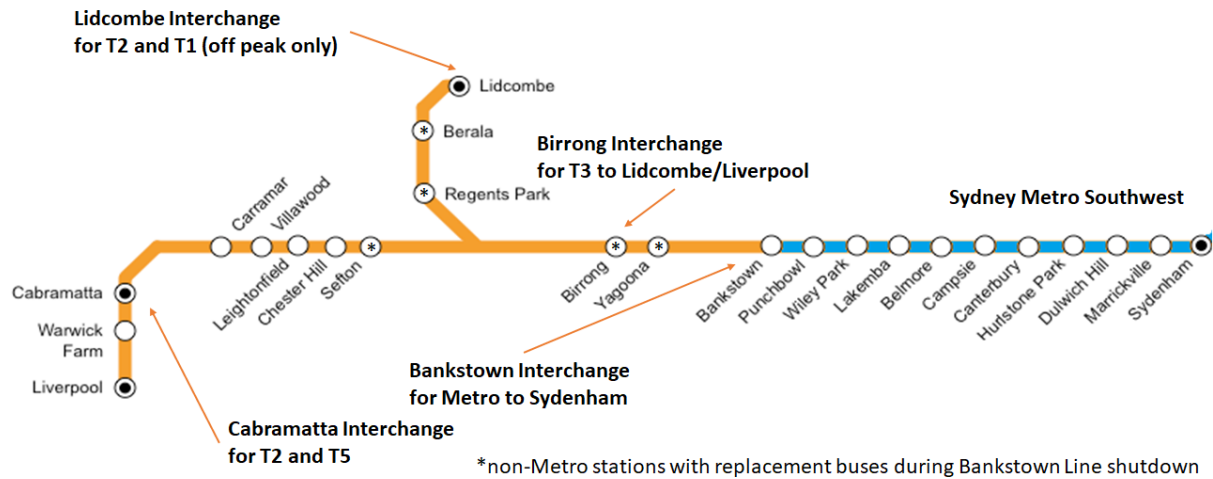 Lidcombe Interchange
for T2 and T1 (off peak only)
Lidcombe
*
Berala
*
Regents Park
Birrong Interchange
for T3 to Lidcombe/Liverpool
Sydney Metro Southwest
Carramar
Villawood
Leightonfield
Chester Hill
*
Sefton
*
Birrong
*
Yagoona
Bankstown
Punchbowl
Wiley Park
Lakemba
Belmore
Campsie
Canterbury
Hurlstone Park
Dulwich Hill
Marrickville
Sydenham
Cabramatta
Warwick
Farm
Liverpool
Bankstown Interchange
for Metro to Sydenham
Cabramatta Interchange
for T2 and T5
*non-Metro stations with replacement buses during Bankstown Line shutdown